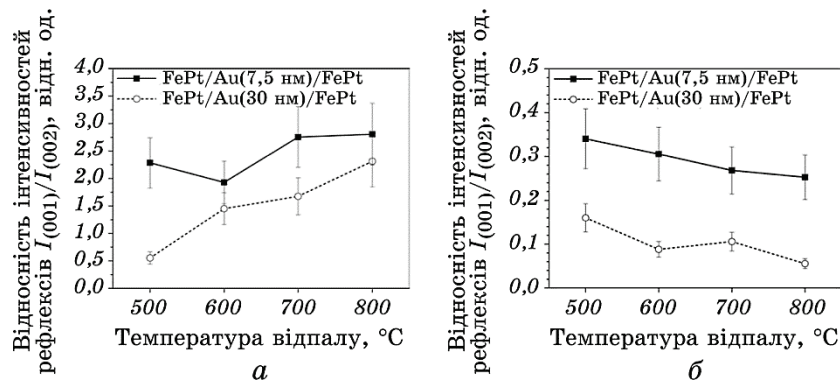 Відносність інтенсивностей
рефлексів I(001)/I(002), відн. од.
4,0
3,5
3,0
2,5
2,0
1,5
1,0
0,5
0,0
FePt/Au(7,5 нм)/FePt
FePt/Au(30 нм)/FePt
500 600 700 800
Температура відпалу, °C
а
Відносність інтенсивностей
рефлексів I(001)/I(002), відн. од.
0,5
0,4
0,3
0,2
0,1
0,0
FePt/Au(7,5 нм)/FePt
FePt/Au(30 нм)/FePt
500 600 700 800
Температура відпалу, °C
б